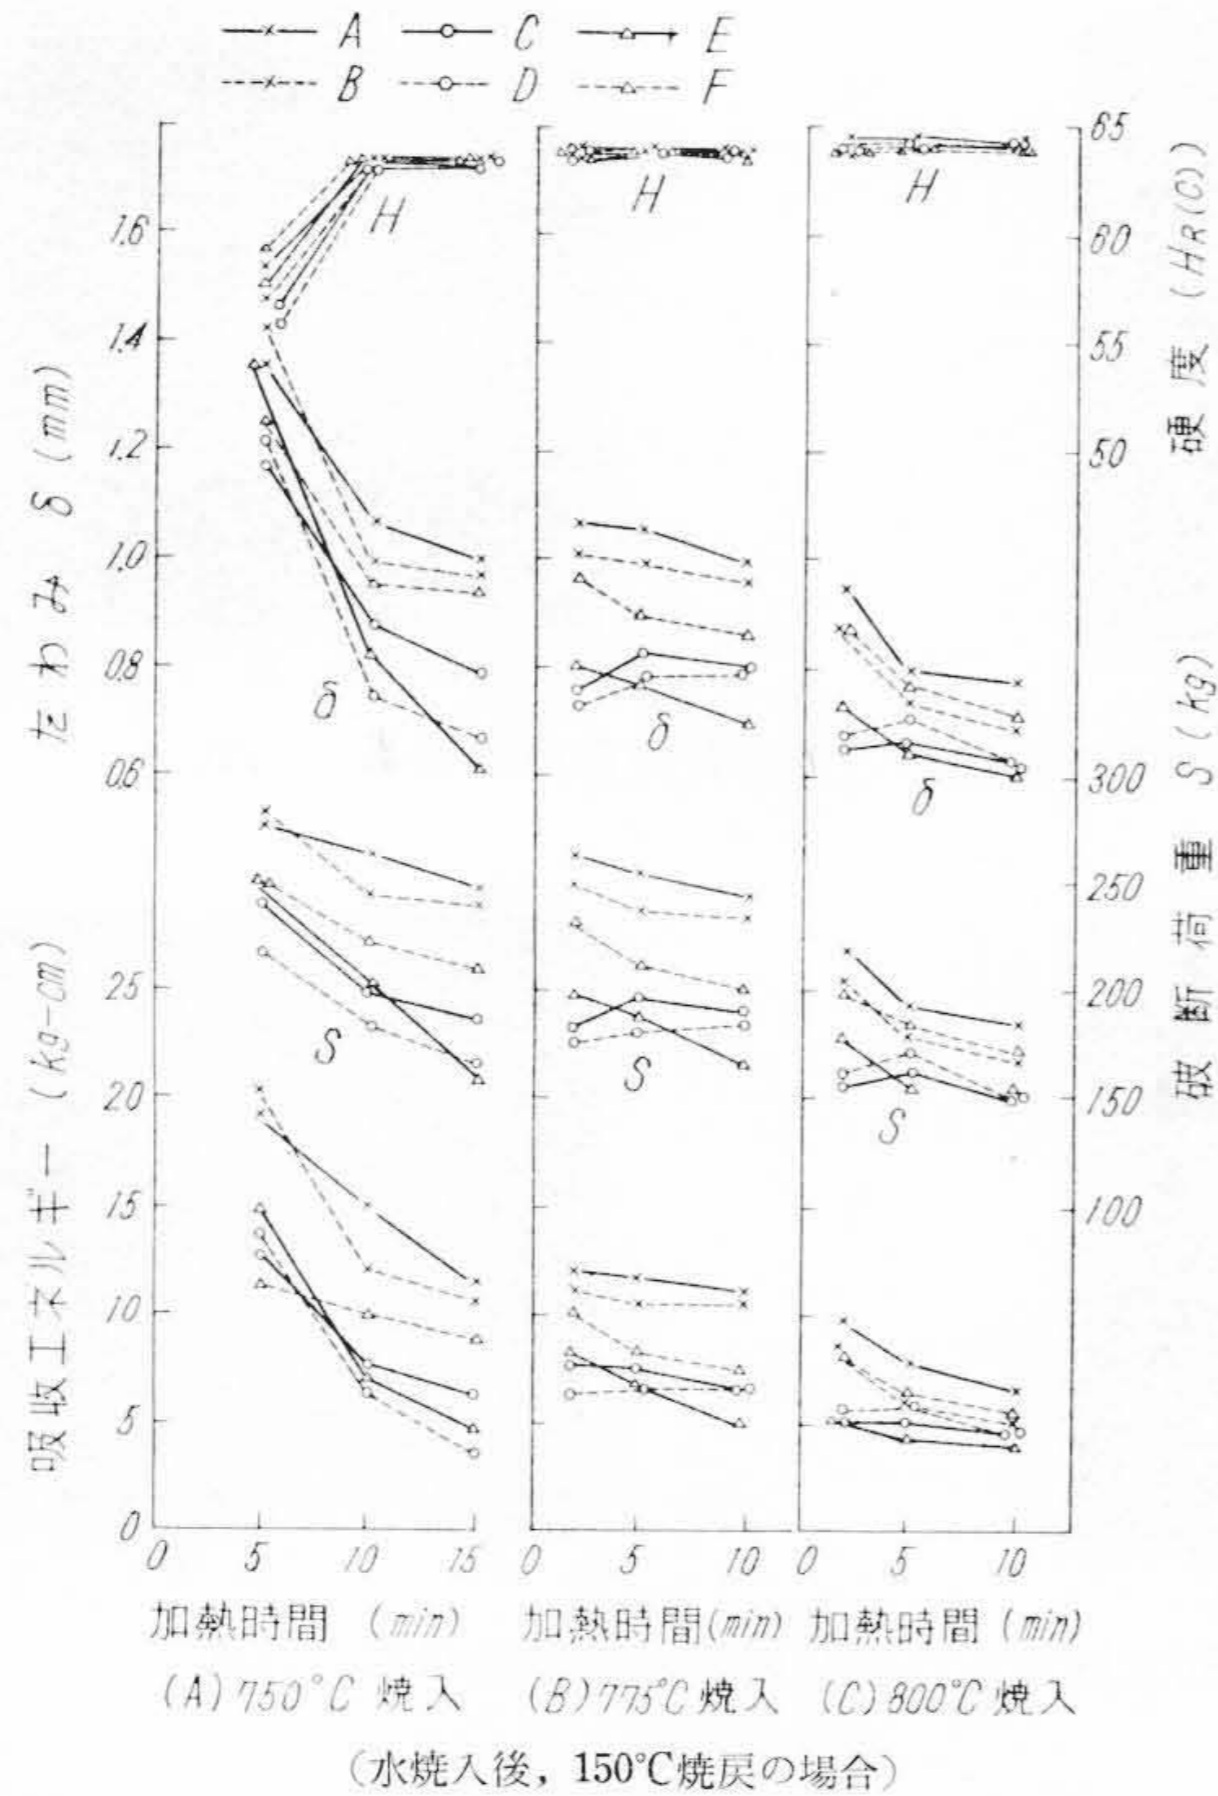 A C E
B D F
たわみ δ (mm)
1.6
1.4
1.2
1.0
0.8
0.6
吸収エネルギー (kg-cm)
25
20
15
10
5
0
H
δ
S
H
δ
S
H
δ
S
65
60
55
50
硬度 (HR(C))
300
250
200
150
100
破断荷重 S (kg)
0 5 10 15 0 5 10 0 5 10
加熱時間 (min) 加熱時間(min) 加熱時間 (min)
(A) 750°C 焼入 (B) 775°C 焼入 (C) 800°C 焼入
(水焼入後, 150℃焼戻の場合)